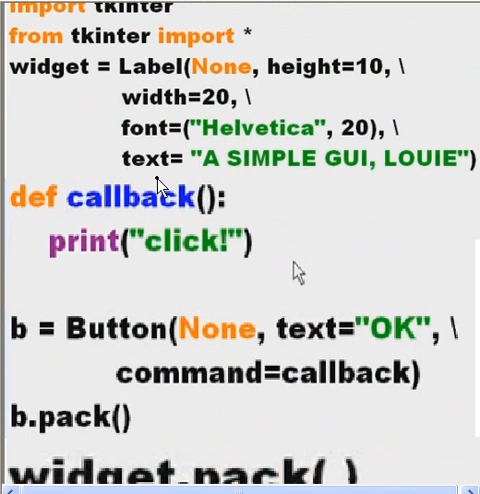 import tkinter
from tkinter import *
widget = Label(None, height=10, \
width=20, \
font=("Helvetica", 20), \
text= "A SIMPLE GUI, LOUIE")
def callback():
print("click!")
b = Button(None, text="OK", \
command=callback)
b.pack()
widget.pack( )